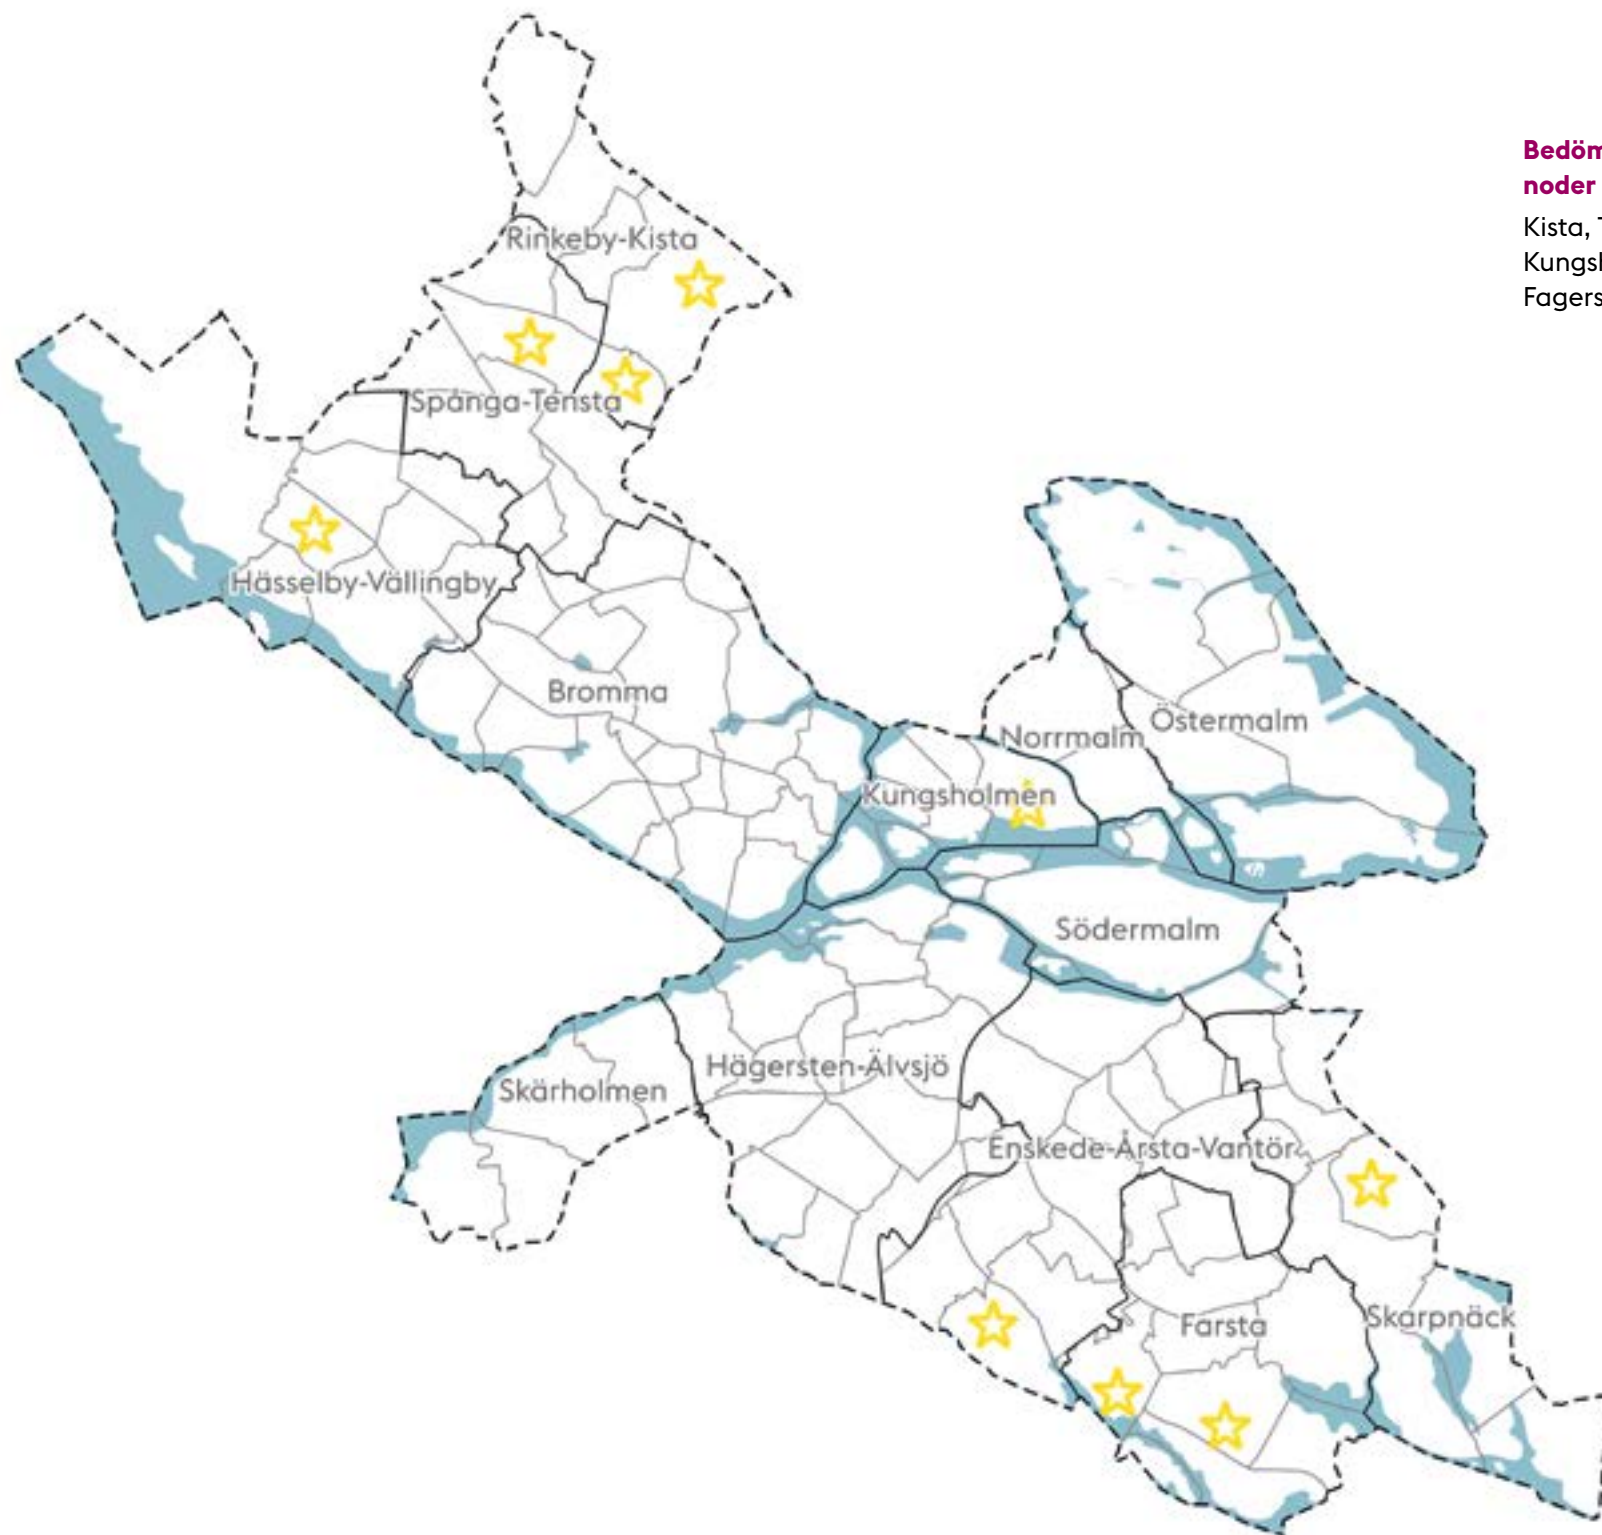 Bedöm
noder
Kista, T
Kungsh
Fagers
Rinkeby-Kista
Spånga-Tensta
Hässelby-Vällingby
Bromma
Norrmalm
Östermalm
Kungsholmen
Södermalm
Hägersten-Älvsjö
Skärholmen
Enskede-Årsta-Vantör
Farsta
Skarpnäck